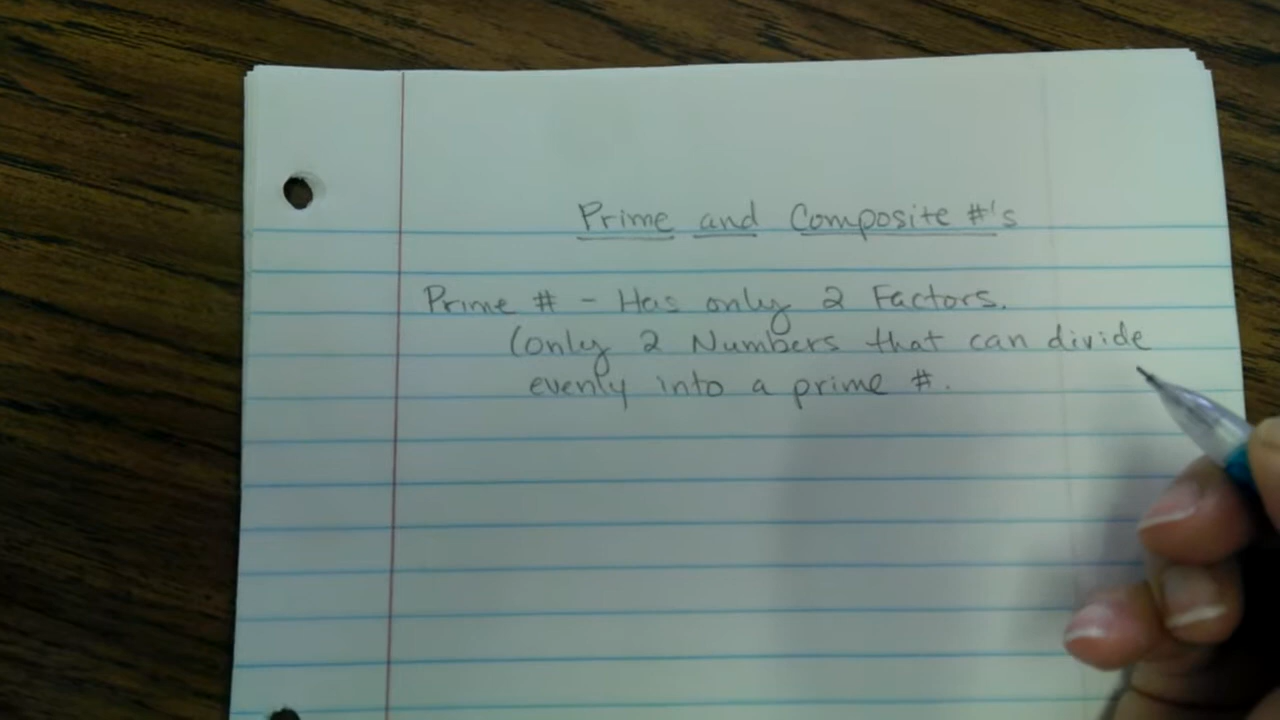 Prime and Composite #'s
Prime # - Has only 2 Factors.
(only 2 Numbers that can divide
evenly into a prime #.